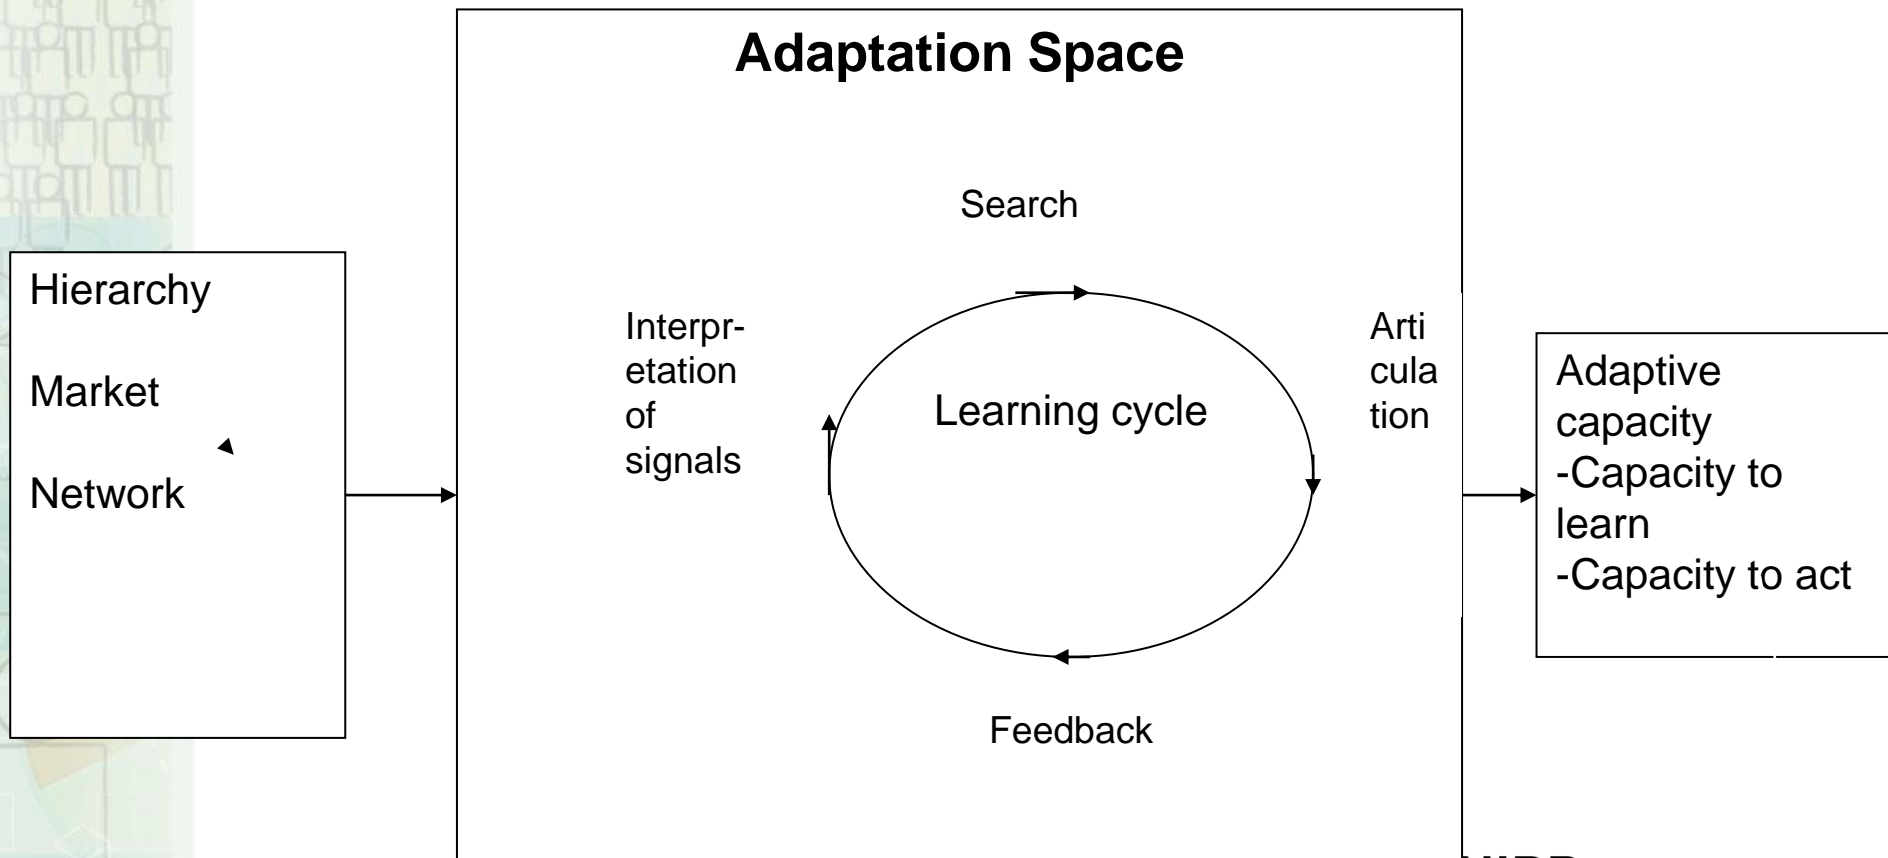 Adaptation Space
Hierarchy
Market
Network
Search
Interpr-
etation
of
signals
Learning cycle
Arti
cula
tion
Feedback
Adaptive
capacity
-Capacity to
learn
-Capacity to act